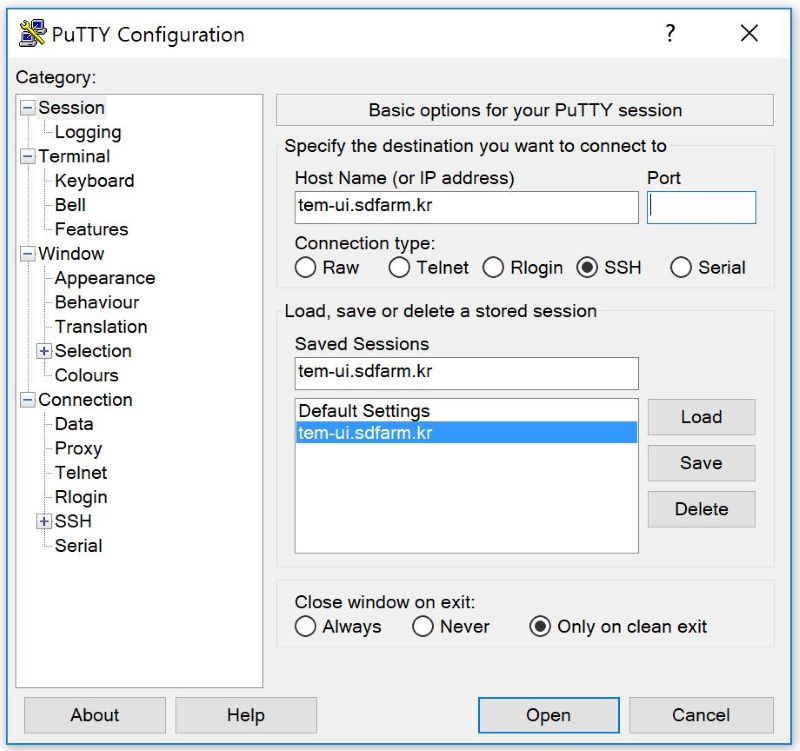 PuTTY Configuration
?
Category:
Session
Logging
Terminal
Keyboard
Bell
Features
Window
Appearance
Behaviour
Translation
Selection
Colours
Connection
Data
Proxy
Telnet
Rlogin
SSH
Serial
Basic options for your PuTTY session
Specify the destination you want to connect to
Host Name (or IP address) Port
tem-ui.sdfarm.kr
Connection type:
Raw Telnet Rlogin SSH Serial
Load, save or delete a stored session
Saved Sessions
tem-ui.sdfarm.kr
Default Settings
tem-ui.sdfarm.kr
Load
Save
Delete
Close window on exit:
Always Never Only on clean exit
About Help Open Cancel